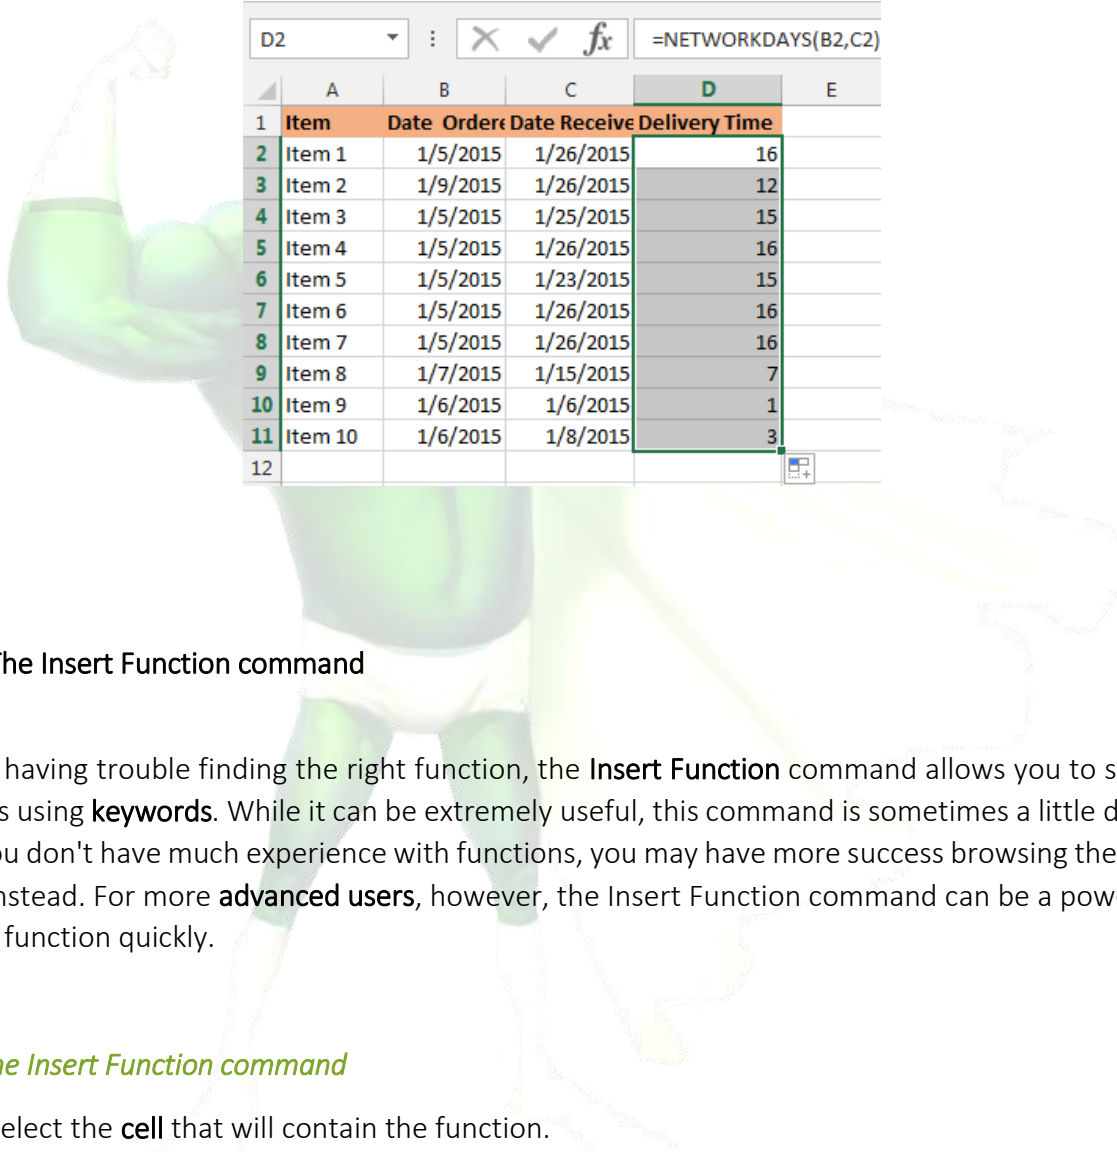 D2 =NETWORKDAYS(B2,C2)
A B C D E
1 Item Date Ordere Date Receive Delivery Time
2 Item 1 1/5/2015 1/26/2015 16
3 Item 2 1/9/2015 1/26/2015 12
4 Item 3 1/5/2015 1/25/2015 15
5 Item 4 1/5/2015 1/26/2015 16
6 Item 5 1/5/2015 1/23/2015 15
7 Item 6 1/5/2015 1/26/2015 16
8 Item 7 1/5/2015 1/26/2015 16
9 Item 8 1/7/2015 1/15/2015 7
10 Item 9 1/6/2015 1/6/2015 1
11 Item 10 1/6/2015 1/8/2015 3
12
The Insert Function command
having trouble finding the right function, the Insert Function command allows you to s
s using keywords. While it can be extremely useful, this command is sometimes a little d
ou don't have much experience with functions, you may have more success browsing the
nstead. For more advanced users, however, the Insert Function command can be a pow
function quickly.
he Insert Function command
elect the cell that will contain the function.